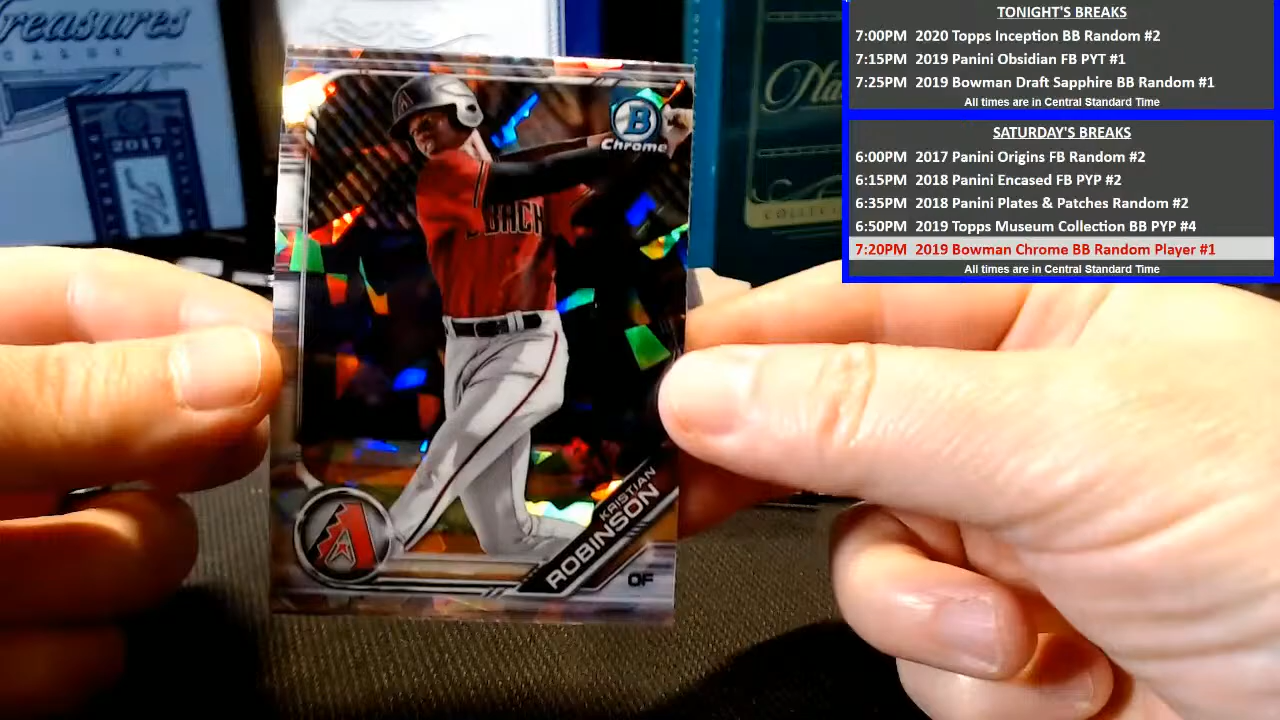 Treasures
2017
COLLEC
B
Chrome
KRISTIAN
ROBINSON
OF
TONIGHT'S BREAKS
7:00PM 2020 Topps Inception BB Random #2
7:15PM 2019 Panini Obsidian FB PYT #1
7:25PM 2019 Bowman Draft Sapphire BB Random #1
All times are in Central Standard Time
SATURDAY'S BREAKS
6:00PM 2017 Panini Origins FB Random #2
6:15PM 2018 Panini Encased FB PYP #2
6:35PM 2018 Panini Plates & Patches Random #2
6:50PM 2019 Topps Museum Collection BB PYP #4
7:20PM 2019 Bowman Chrome BB Random Player #1
All times are in Central Standard Time